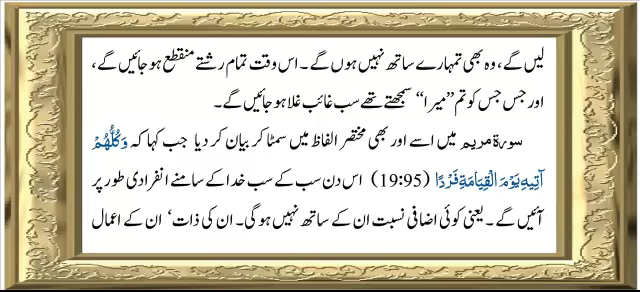 لیں گے، وہ بھی تمہارے ساتھ نہیں ہوں گے۔ اس وقت تمام رشتے منقطع ہو جائیں گے،
اور جس جس کو تم ”میرا“ سمجھتے تھے سب غائب غلا ہو جائیں گے۔
سورۃ مریم میں اسے اور بھی مختصر الفاظ میں سمٹا کر بیان کر دیا جب کہا کہ وَكُلُّهُمْ
آتِيهِ يَوْمَ الْقِيَامَةِ فَرْدًا (19:95) اس دن سب کے سب خدا کے سامنے انفرادی طور پر
آئیں گے۔ یعنی کوئی اضافی نسبت ان کے ساتھ نہیں ہوگی۔ ان کی ذات‘ ان کے اعمال